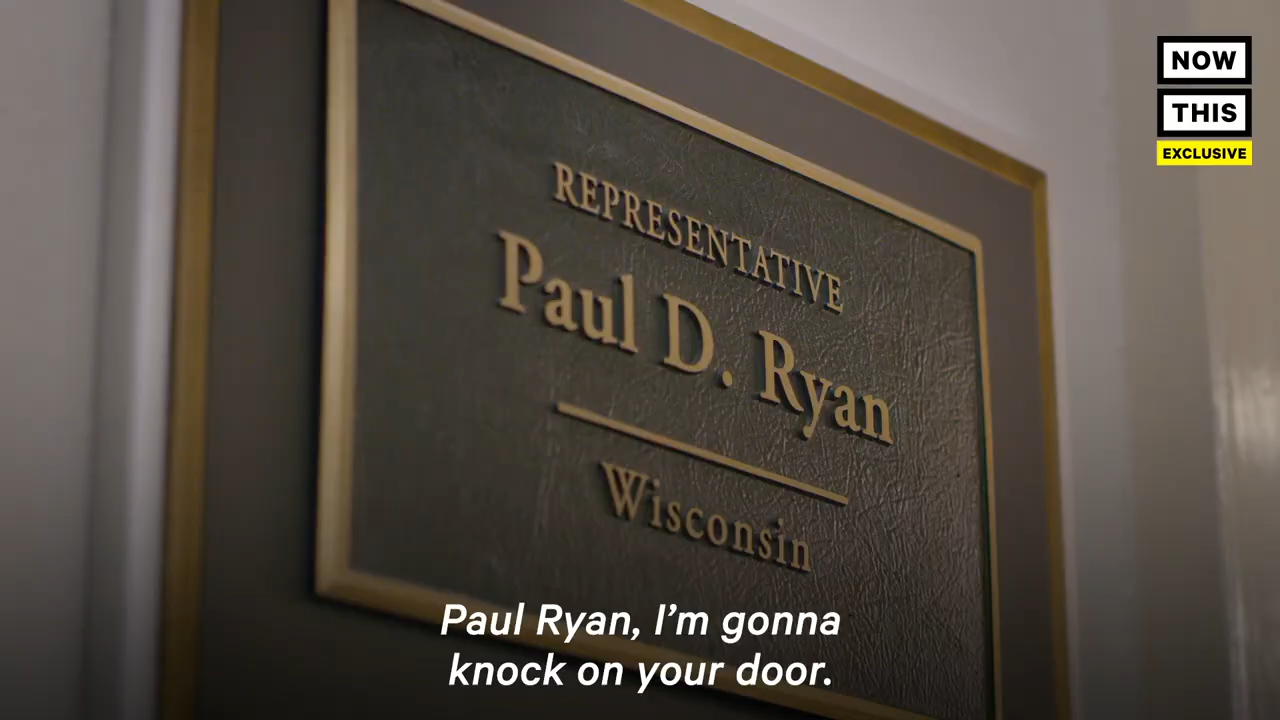 NOW
THIS
EXCLUSIVE
REPRESENTATIVE
Paul D. Ryan
Wisconsin
Paul Ryan, I'm gonna
knock on your door.